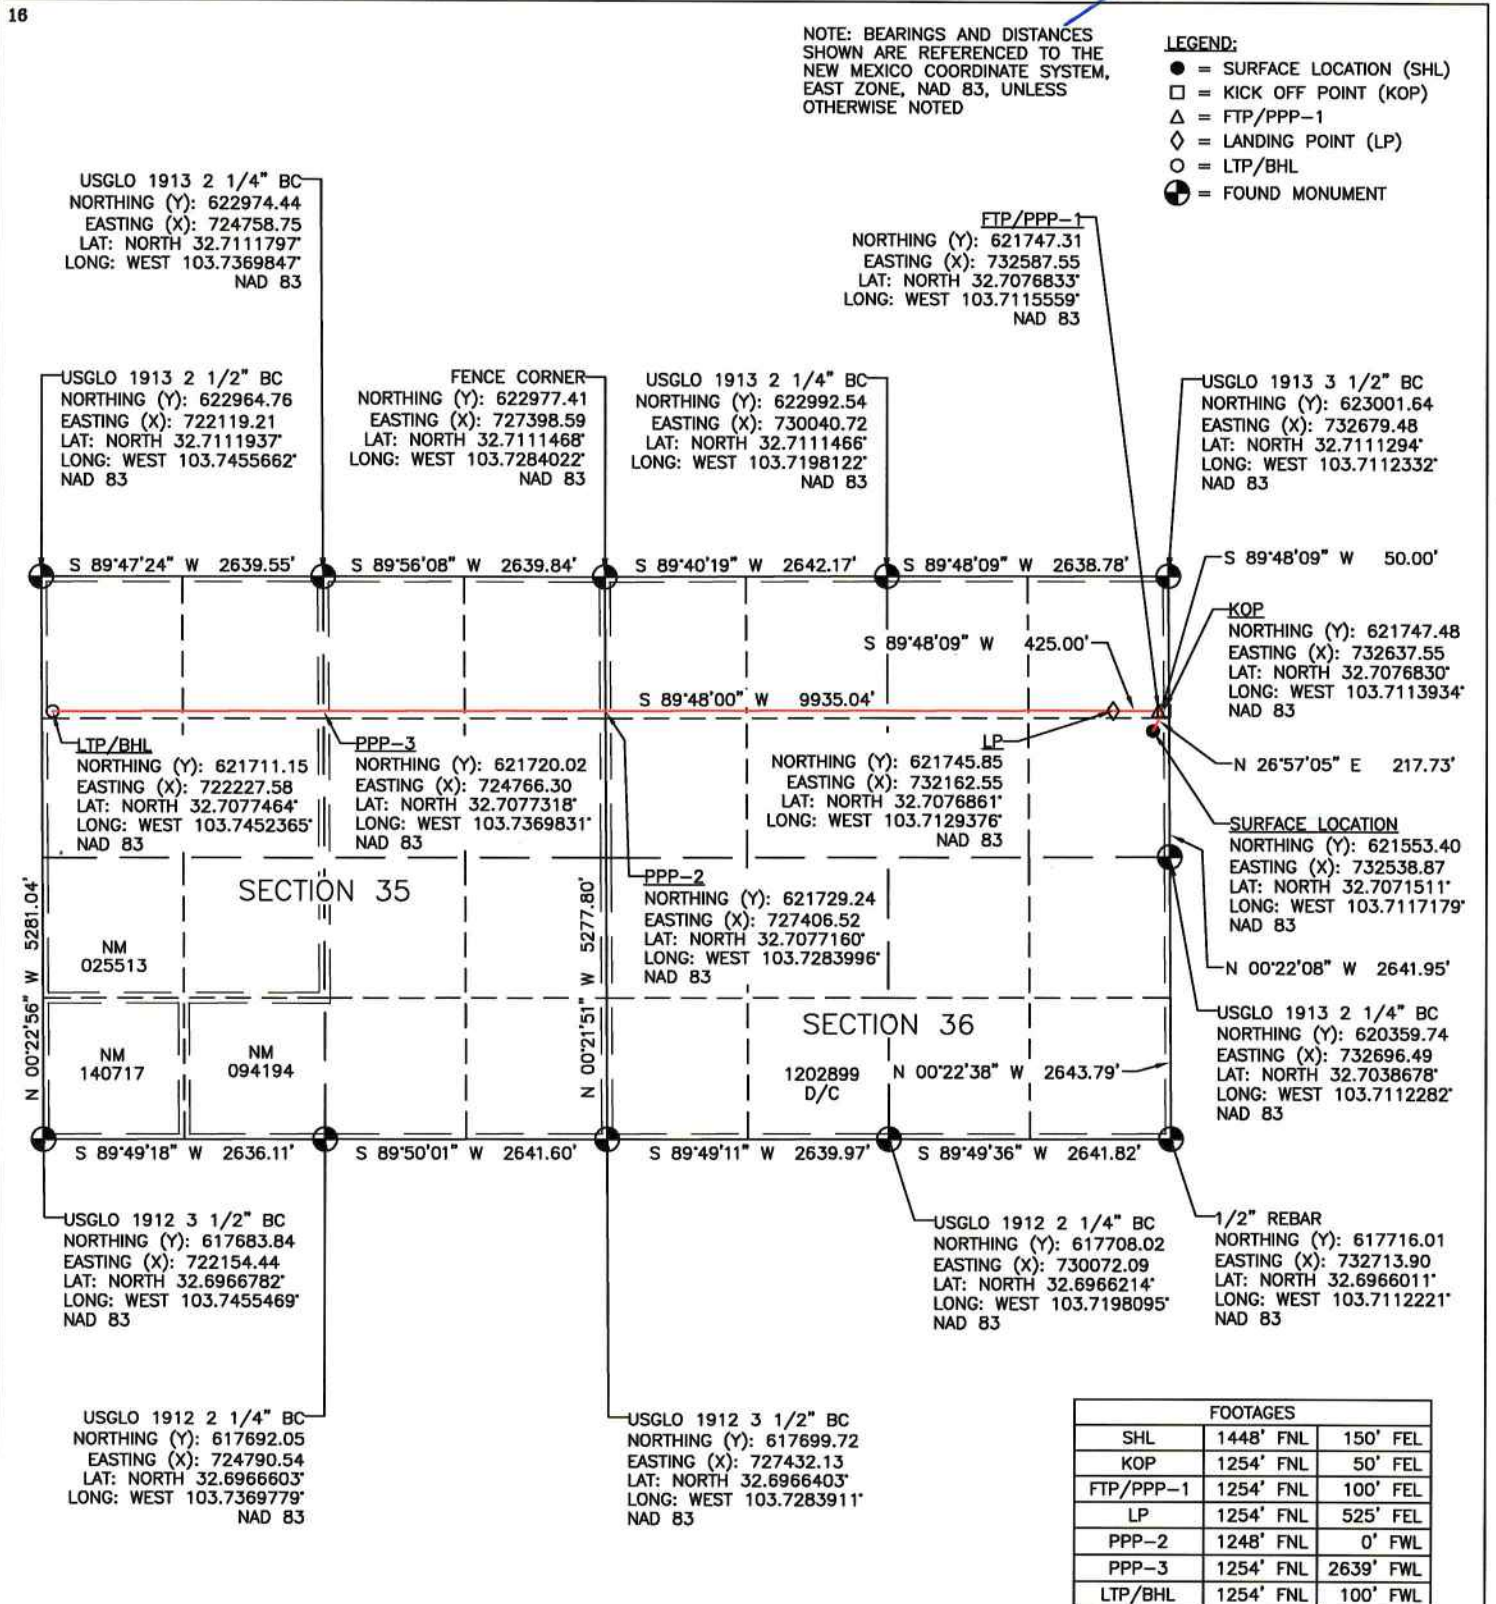 16
NOTE: BEARINGS AND DISTANCES
SHOWN ARE REFERENCED TO THE
NEW MEXICO COORDINATE SYSTEM,
EAST ZONE, NAD 83, UNLESS
OTHERWISE NOTED
LEGEND:
● = SURFACE LOCATION (SHL)
□ = KICK OFF POINT (KOP)
△ = FTP/PPP-1
◇ = LANDING POINT (LP)
○ = LTP/BHL
= FOUND MONUMENT
USGLO 1913 2 1/4" BC
NORTHING (Y): 622974.44
EASTING (X): 724758.75
LAT: NORTH 32.7111797°
LONG: WEST 103.7369847°
NAD 83
FTP/PPP-1
NORTHING (Y): 621747.31
EASTING (X): 732587.55
LAT: NORTH 32.7076833°
LONG: WEST 103.7115559°
NAD 83
USGLO 1913 2 1/2" BC
NORTHING (Y): 622964.76
EASTING (X): 722119.21
LAT: NORTH 32.7111937°
LONG: WEST 103.7455662°
NAD 83
FENCE CORNER
NORTHING (Y): 622977.41
EASTING (X): 727398.59
LAT: NORTH 32.7111468°
LONG: WEST 103.7284022°
NAD 83
USGLO 1913 2 1/4" BC
NORTHING (Y): 622992.54
EASTING (X): 730040.72
LAT: NORTH 32.7111466°
LONG: WEST 103.7198122°
NAD 83
USGLO 1913 3 1/2" BC
NORTHING (Y): 623001.64
EASTING (X): 732679.48
LAT: NORTH 32.7111294°
LONG: WEST 103.7112332°
NAD 83
S 89°47'24" W 2639.55'
S 89°56'08" W 2639.84'
S 89°40'19" W 2642.17'
S 89°48'09" W 2638.78'
S 89°48'09" W 50.00'
KOP
NORTHING (Y): 621747.48
EASTING (X): 732637.55
LAT: NORTH 32.7076830°
LONG: WEST 103.7113934°
NAD 83
S 89°48'09" W 425.00'
S 89°48'00" W 9935.04'
LTP/BHL
NORTHING (Y): 621711.15
EASTING (X): 722227.58
LAT: NORTH 32.7077464°
LONG: WEST 103.7452365°
NAD 83
PPP-3
NORTHING (Y): 621720.02
EASTING (X): 724766.30
LAT: NORTH 32.7077318°
LONG: WEST 103.7369831°
NAD 83
LP
NORTHING (Y): 621745.85
EASTING (X): 732162.55
LAT: NORTH 32.7076861°
LONG: WEST 103.7129376°
NAD 83
N 26°57'05" E 217.73'
SURFACE LOCATION
NORTHING (Y): 621553.40
EASTING (X): 732538.87
LAT: NORTH 32.7071511°
LONG: WEST 103.7117179°
NAD 83
SECTION 35
PPP-2
NORTHING (Y): 621729.24
EASTING (X): 727406.52
LAT: NORTH 32.7077160°
LONG: WEST 103.7283996°
NAD 83
N 00°22'56" W 5281.04'
N 00°21'51" W 5277.80'
NM
025513
N 00°22'08" W 2641.95'
USGLO 1913 2 1/4" BC
NORTHING (Y): 620359.74
EASTING (X): 732696.49
LAT: NORTH 32.7038678°
LONG: WEST 103.7112282°
NAD 83
SECTION 36
NM
140717
NM
094194
1202899
D/C
N 00°22'38" W 2643.79'
S 89°49'18" W 2636.11'
S 89°50'01" W 2641.60'
S 89°49'11" W 2639.97'
S 89°49'36" W 2641.82'
USGLO 1912 3 1/2" BC
NORTHING (Y): 617683.84
EASTING (X): 722154.44
LAT: NORTH 32.6966782°
LONG: WEST 103.7455469°
NAD 83
USGLO 1912 2 1/4" BC
NORTHING (Y): 617708.02
EASTING (X): 730072.09
LAT: NORTH 32.6966214°
LONG: WEST 103.7198095°
NAD 83
1/2" REBAR
NORTHING (Y): 617716.01
EASTING (X): 732713.90
LAT: NORTH 32.6966011°
LONG: WEST 103.7112221°
NAD 83
USGLO 1912 2 1/4" BC
NORTHING (Y): 617692.05
EASTING (X): 724790.54
LAT: NORTH 32.6966603°
LONG: WEST 103.7369779°
NAD 83
USGLO 1912 3 1/2" BC
NORTHING (Y): 617699.72
EASTING (X): 727432.13
LAT: NORTH 32.6966403°
LONG: WEST 103.7283911°
NAD 83
FOOTAGES
SHL 1448' FNL 150' FEL
KOP 1254' FNL 50' FEL
FTP/PPP-1 1254' FNL 100' FEL
LP 1254' FNL 525' FEL
PPP-2 1248' FNL 0' FWL
PPP-3 1254' FNL 2639' FWL
LTP/BHL 1254' FNL 100' FWL